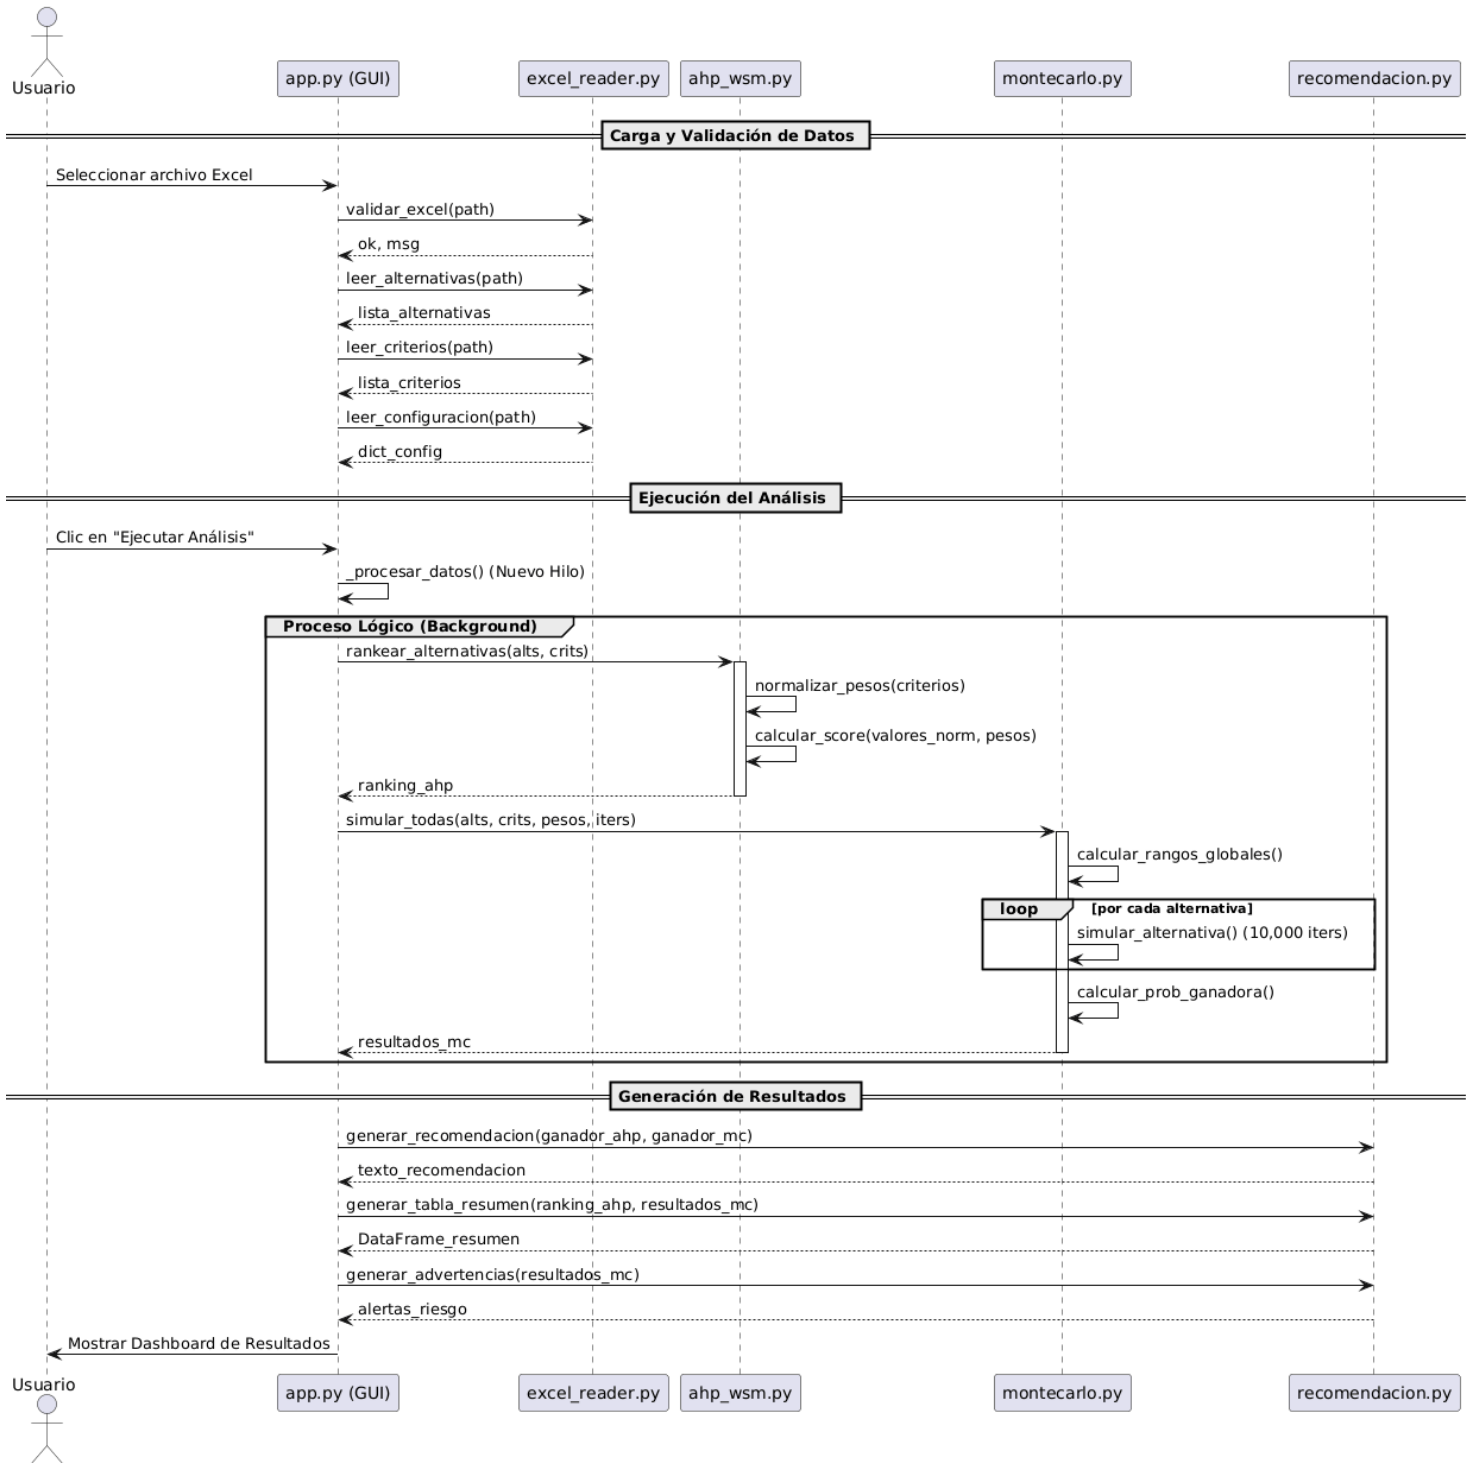 Usuario
app.py (GUI)
excel_reader.py
ahp_wsm.py
montecarlo.py
recomendacion.py
Carga y Validación de Datos
Seleccionar archivo Excel
validar_excel(path)
ok, msg
leer_alternativas(path)
lista_alternativas
leer_criterios(path)
lista_criterios
leer_configuracion(path)
dict_config
Ejecución del Análisis
Clic en "Ejecutar Análisis"
_procesar_datos() (Nuevo Hilo)
Proceso Lógico (Background)
rankear_alternativas(alts, crits)
normalizar_pesos(criterios)
calcular_score(valores_norm, pesos)
ranking_ahp
simular_todas(alts, crits, pesos, iters)
calcular_rangos_globales()
loop [por cada alternativa]
simular_alternativa() (10,000 iters)
calcular_prob_ganadora()
resultados_mc
Generación de Resultados
generar_recomendacion(ganador_ahp, ganador_mc)
texto_recomendacion
generar_tabla_resumen(ranking_ahp, resultados_mc)
DataFrame_resumen
generar_advertencias(resultados_mc)
alertas_riesgo
Mostrar Dashboard de Resultados
Usuario
app.py (GUI)
excel_reader.py
ahp_wsm.py
montecarlo.py
recomendacion.py